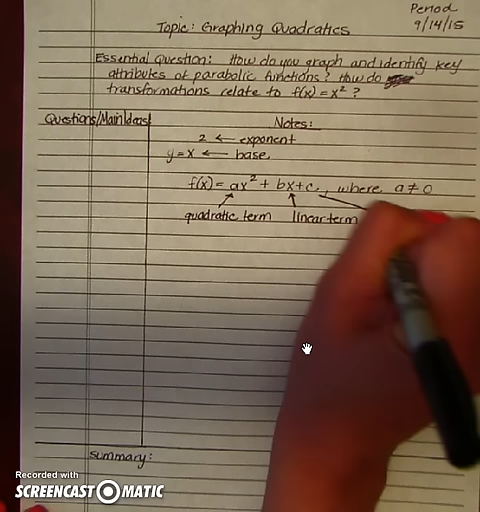 Period
9/14/15
Topic: Graphing Quadratics
Essential Question: How do you graph and identify key
attributes of parabolic functions? How do
transformations relate to f(x) = x² ?
Questions/Main Ideas
Notes:
2 ← exponent
y = x ← base
f(x) = ax² + bx + c, where a ≠ 0
quadratic term linear term
Summary:
Recorded with
SCREENCAST-O-MATIC